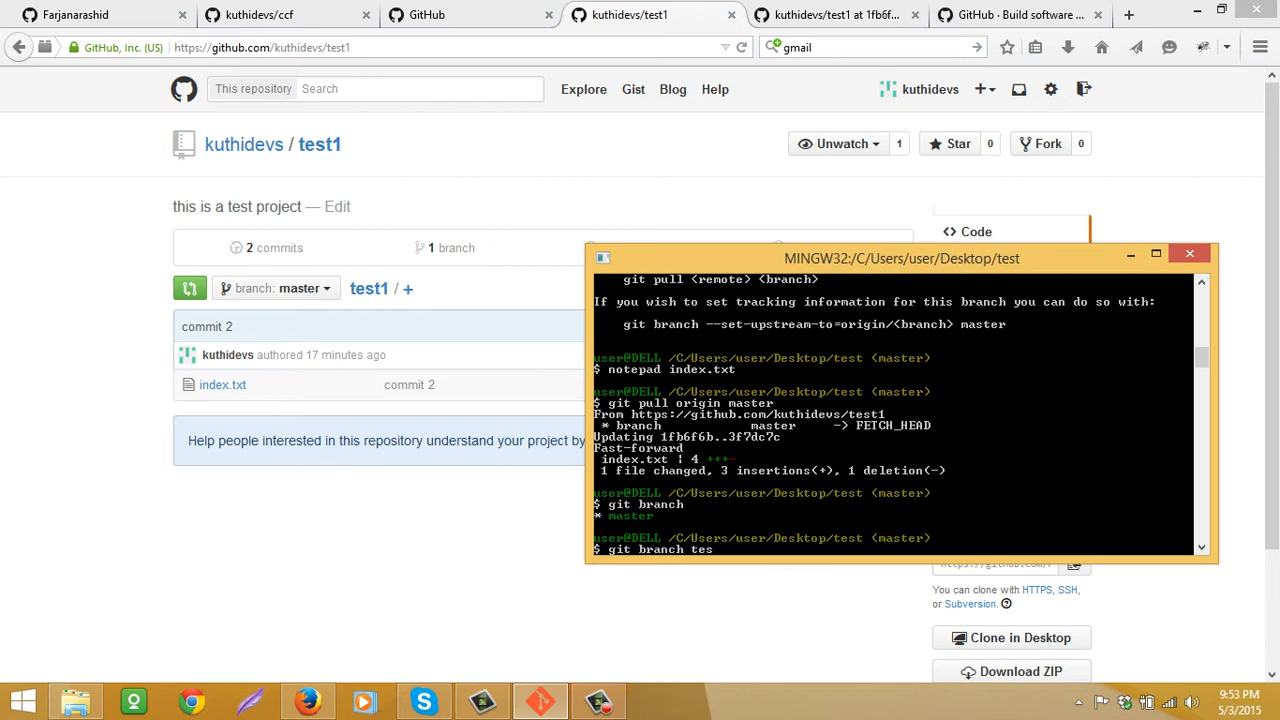 Farjanarashid
kuthidevs/ccf
GitHub
kuthidevs/test1
kuthidevs/test1 at 1fb6f...
GitHub · Build software ...
GitHub, Inc. (US)
https://github.com/kuthidevs/test1
gmail
This repository
Search
Explore
Gist
Blog
Help
kuthidevs
kuthidevs / test1
Unwatch
1
Star
0
Fork
0
this is a test project — Edit
2 commits
1 branch
Code
branch: master
test1 / +
commit 2
kuthidevs authored 17 minutes ago
index.txt
commit 2
Help people interested in this repository understand your project by
MINGW32:/C/Users/user/Desktop/test
git pull <remote> <branch>
If you wish to set tracking information for this branch you can do so with:
git branch --set-upstream-to=origin/<branch> master
user@DELL /C/Users/user/Desktop/test (master)
$ notepad index.txt
user@DELL /C/Users/user/Desktop/test (master)
$ git pull origin master
From https://github.com/kuthidevs/test1
* branch master -> FETCH_HEAD
Updating 1fb6f6b..3f7dc7c
Fast-forward
index.txt | 4 +++-
1 file changed, 3 insertions(+), 1 deletion(-)
user@DELL /C/Users/user/Desktop/test (master)
$ git branch
* master
user@DELL /C/Users/user/Desktop/test (master)
$ git branch tes
You can clone with HTTPS, SSH,
or Subversion.
Clone in Desktop
Download ZIP
9:53 PM
5/3/2015